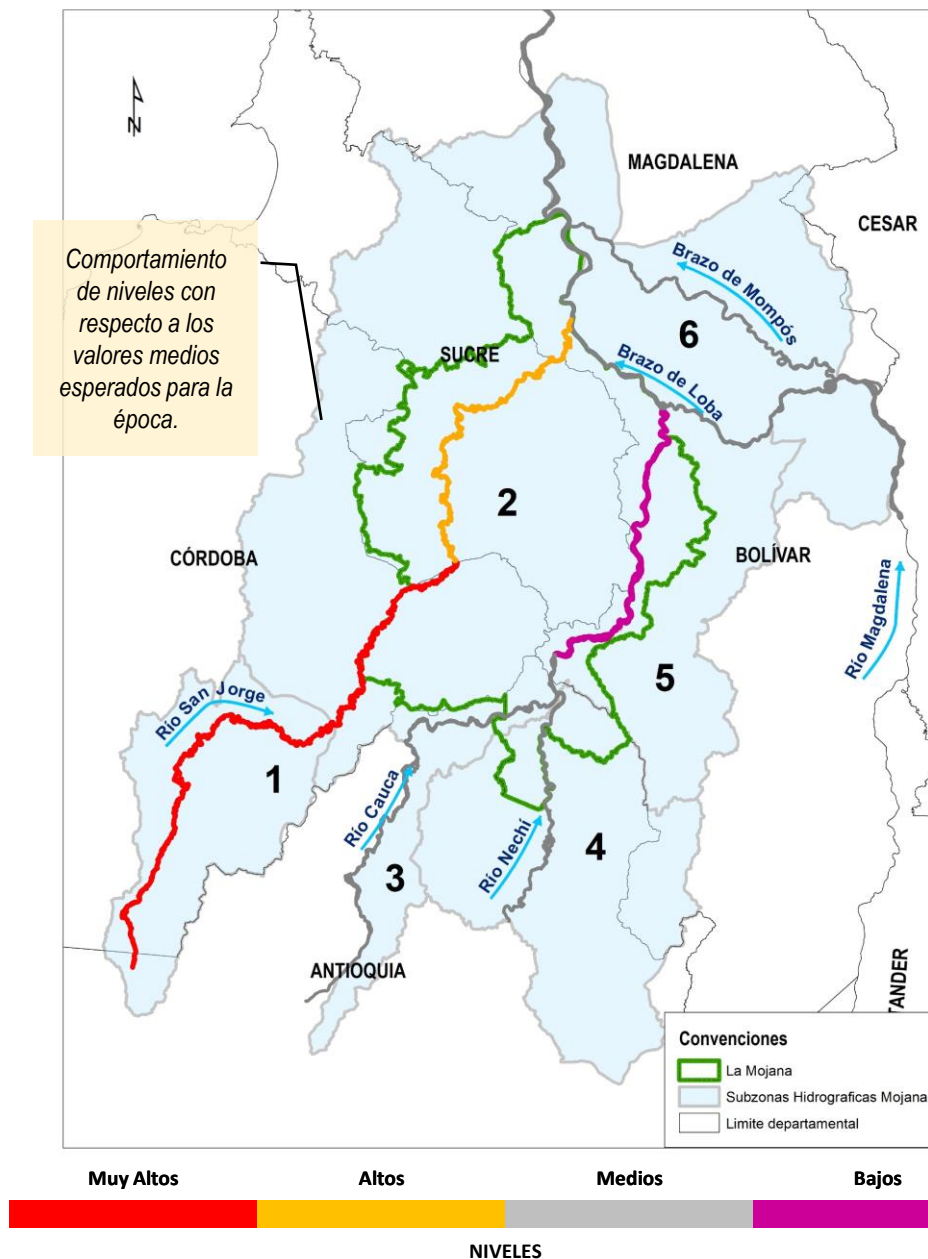 N
MAGDALENA
CESAR
Comportamiento
de niveles con
respecto a los
valores medios
esperados para la
época.
Brazo de Mompós
6
SUCRE
Brazo de Loba
2
CÓRDOBA
BOLÍVAR
Río Magdalena
5
Río San Jorge
1
Río Cauca
3
Río Nechí
4
ANTIOQUIA
TANDER
Convenciones
La Mojana
Subzonas Hidrograficas Mojana
Limite departamental
Muy Altos Altos Medios Bajos
NIVELES